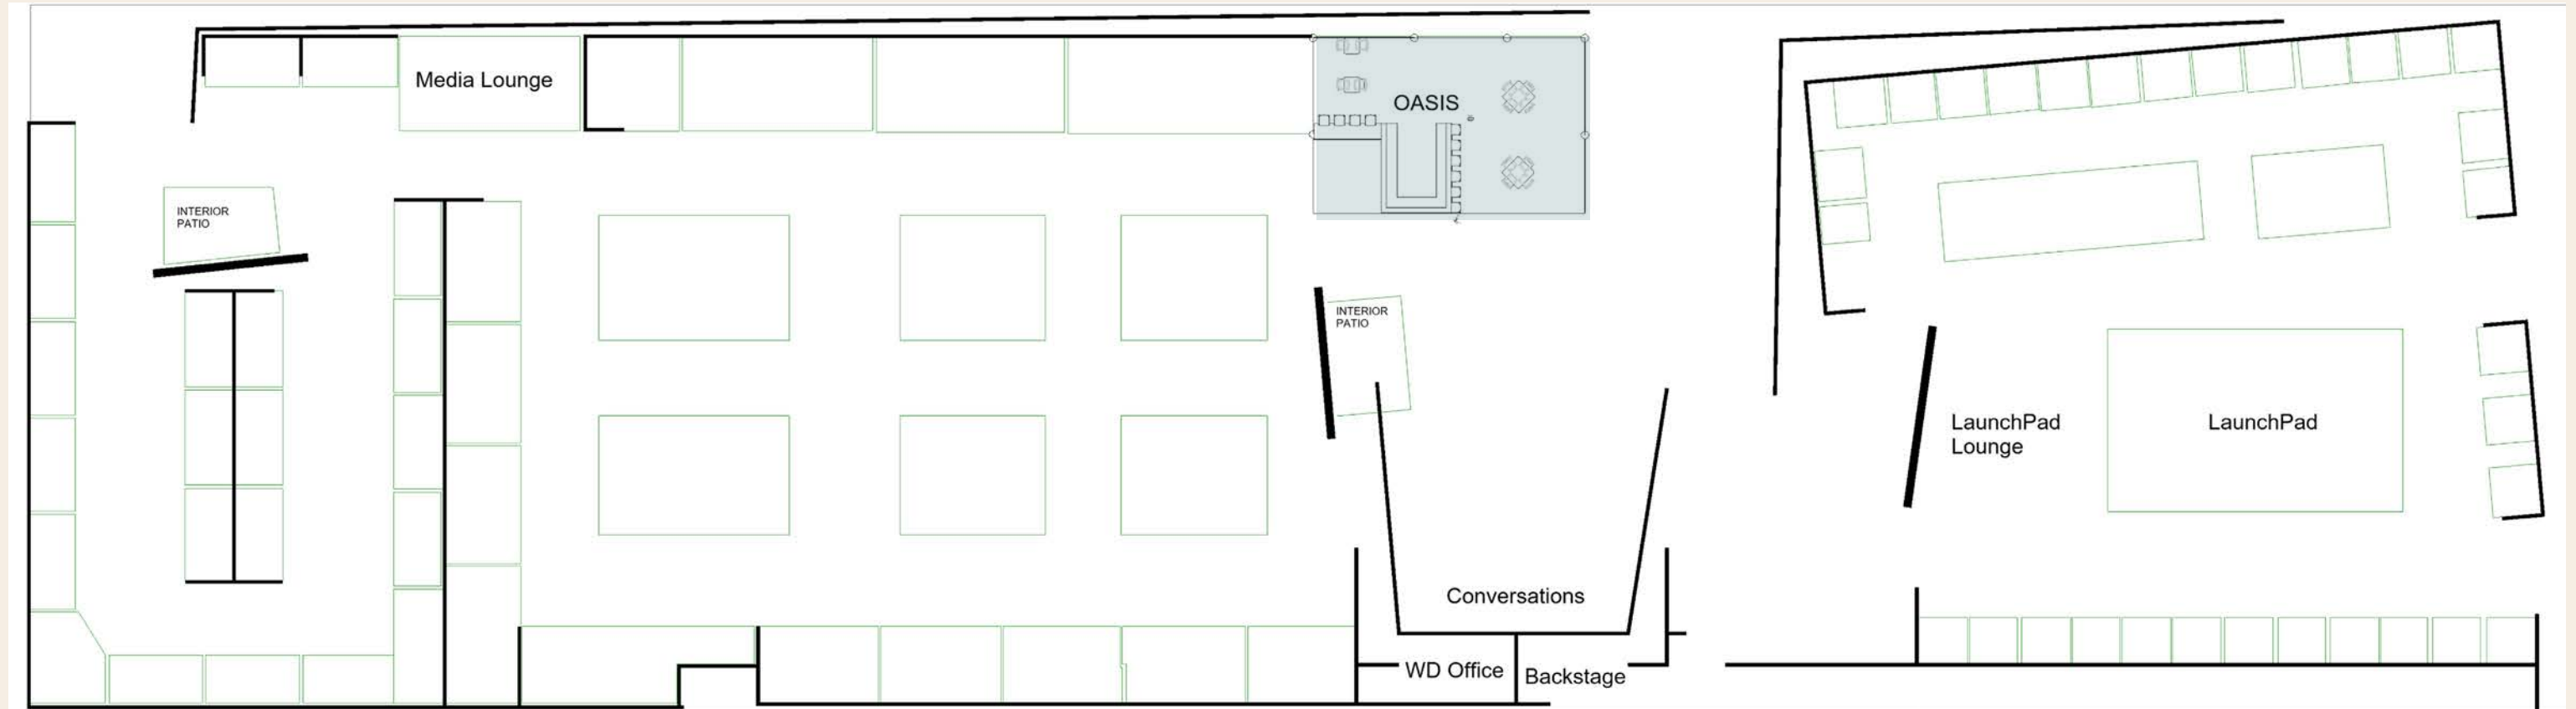 Media Lounge
OASIS
INTERIOR
PATIO
INTERIOR
PATIO
LaunchPad
Lounge
LaunchPad
Conversations
WD Office
Backstage